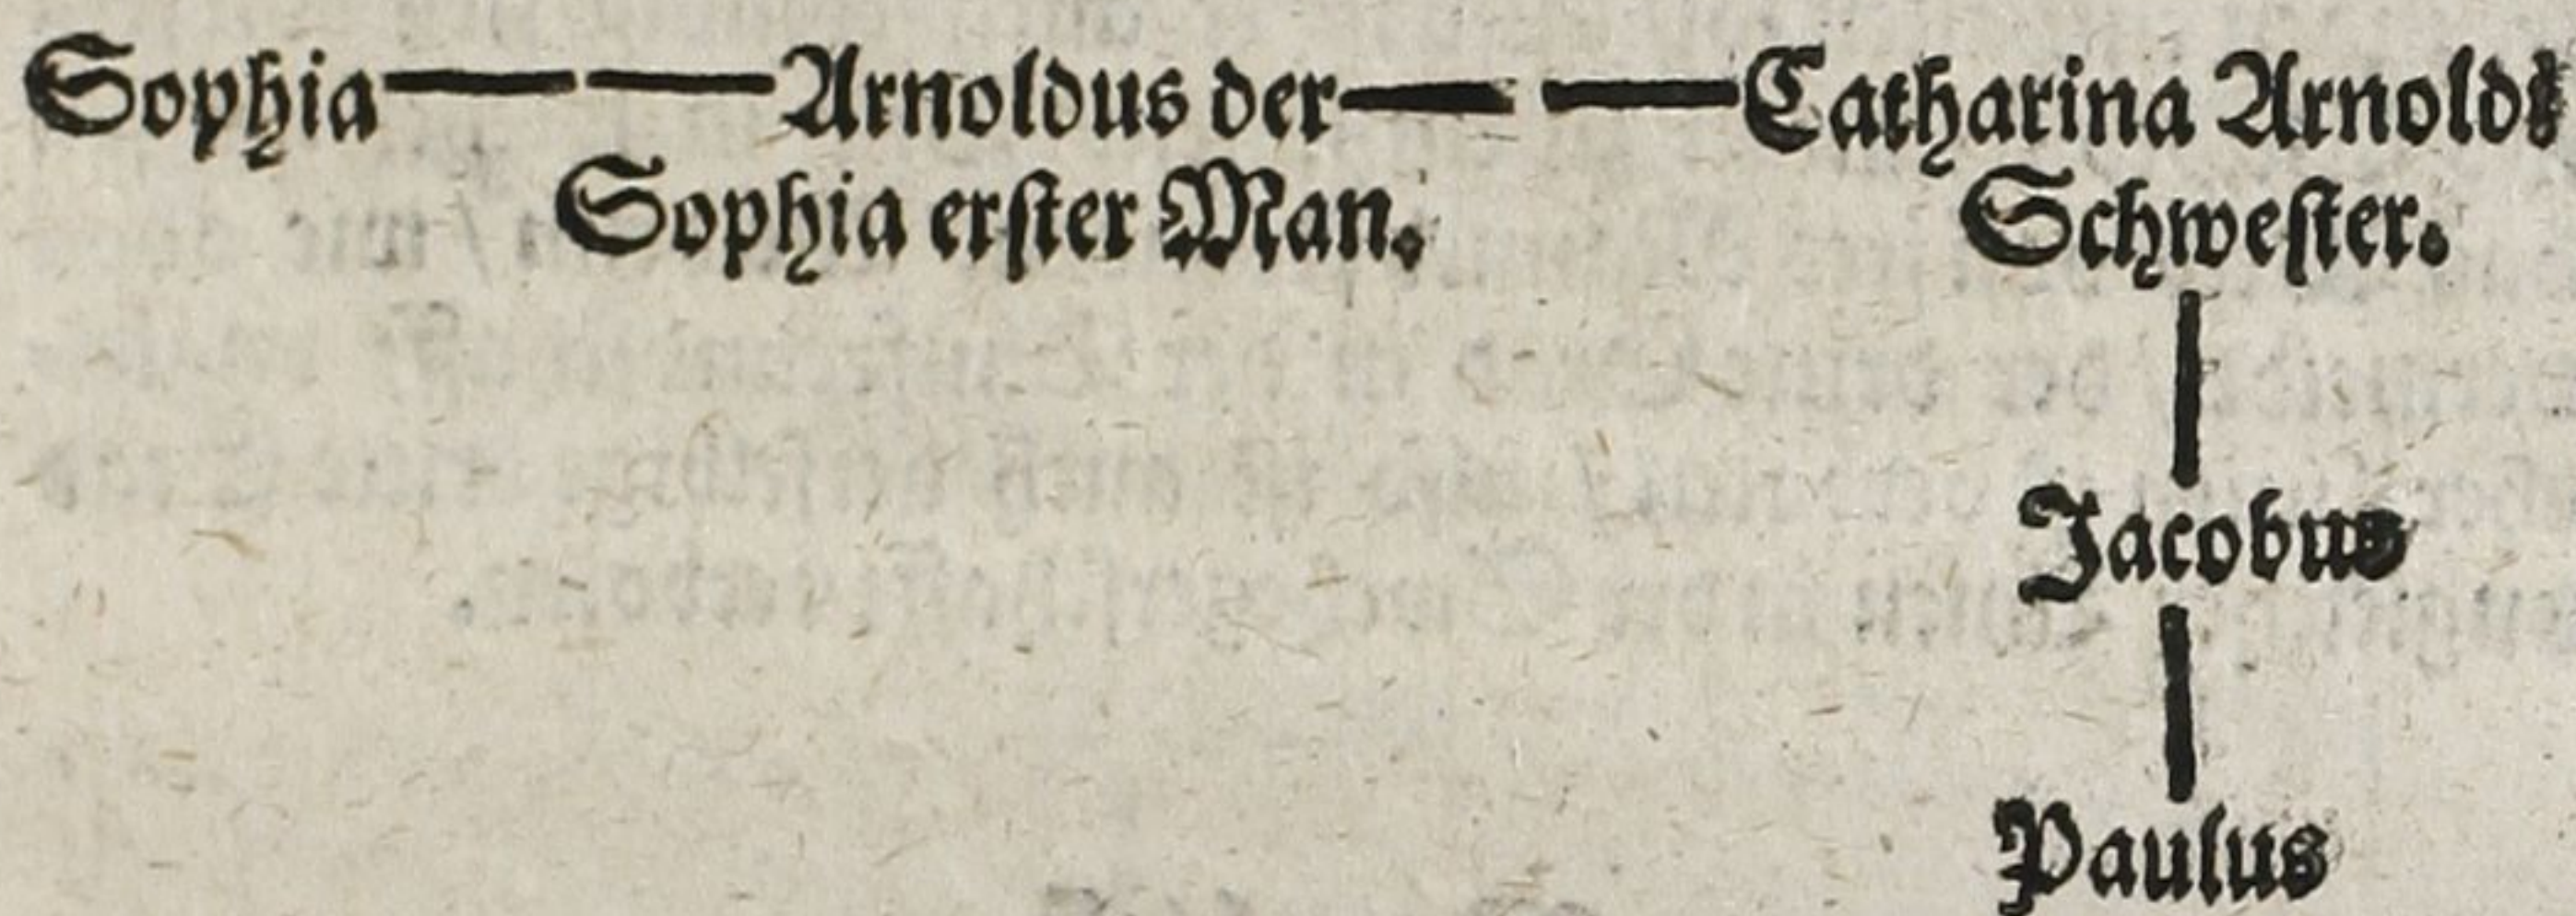 Sophia Arnoldus der Catharina Arnolds
Sophia erster Man.
Schwester.
Jacobus
Paulus